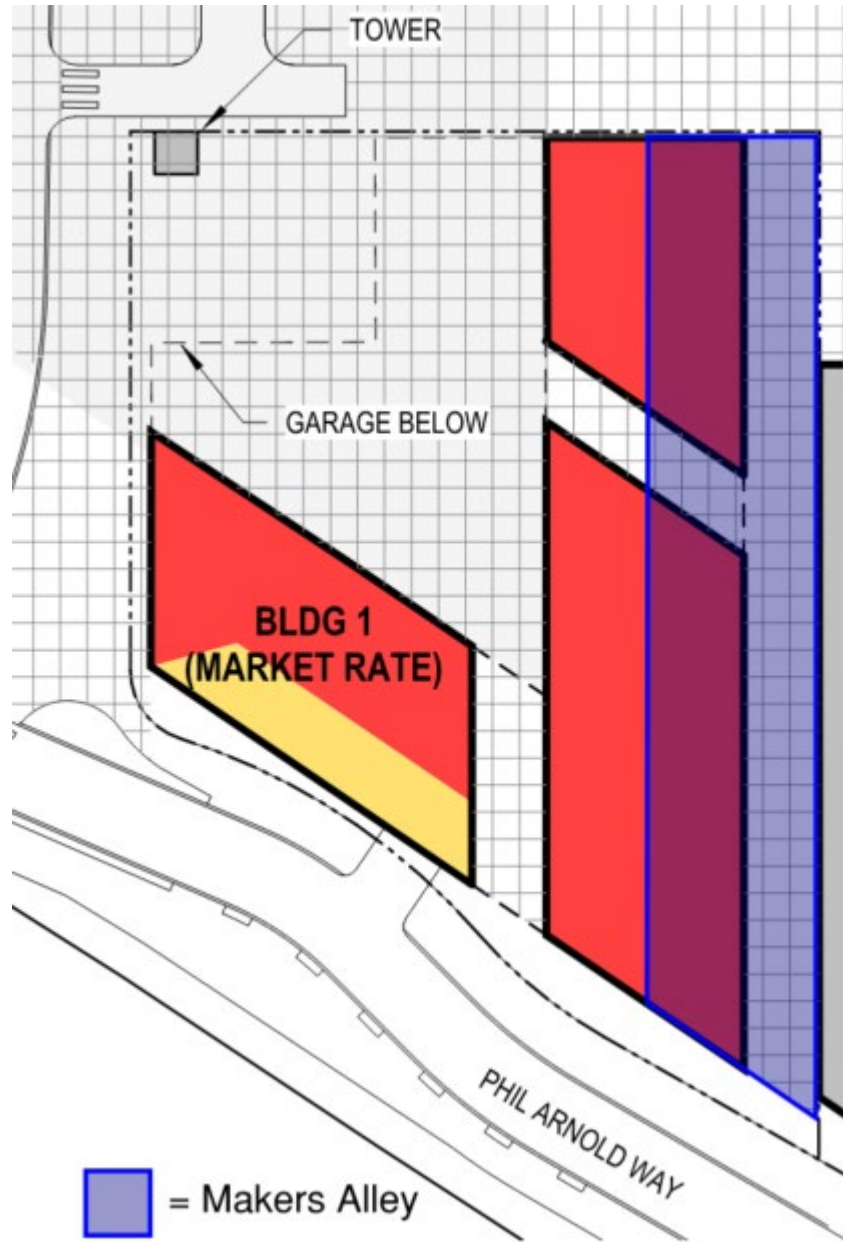 TOWER
GARAGE BELOW
BLDG 1
(MARKET RATE)
PHIL ARNOLD WAY
= Makers Alley